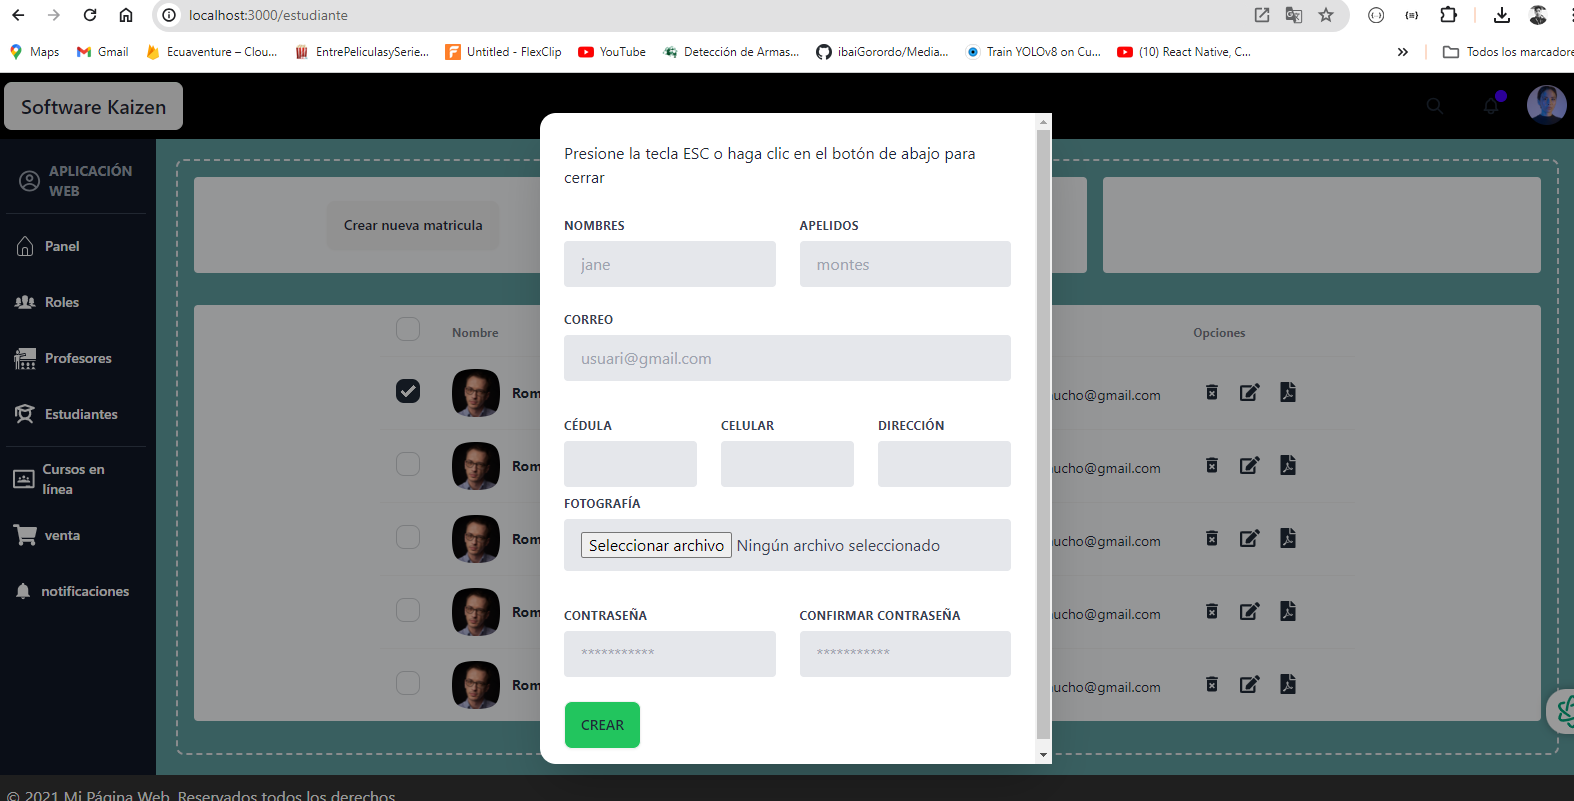 localhost:3000/estudiante
Maps
Gmail
Ecuaventure – Clou...
EntrePeliculasySerie...
Untitled - FlexClip
YouTube
Detección de Armas...
ibaiGorordo/Media...
Train YOLOv8 on Cu...
(10) React Native, C...
Todos los marcadore
Software Kaizen
APLICACIÓN
WEB
Panel
Roles
Profesores
Estudiantes
Cursos en
línea
venta
notificaciones
Crear nueva matricula
Nombre
Opciones
Rom
ucho@gmail.com
Rom
ucho@gmail.com
Rom
ucho@gmail.com
Rom
ucho@gmail.com
Rom
ucho@gmail.com
Presione la tecla ESC o haga clic en el botón de abajo para
cerrar
NOMBRES
APELIDOS
jane
montes
CORREO
usuari@gmail.com
CÉDULA
CELULAR
DIRECCIÓN
FOTOGRAFÍA
Seleccionar archivo Ningún archivo seleccionado
CONTRASEÑA
CONFIRMAR CONTRASEÑA
***********
***********
CREAR
© 2021 Mi Página Web. Reservados todos los derechos